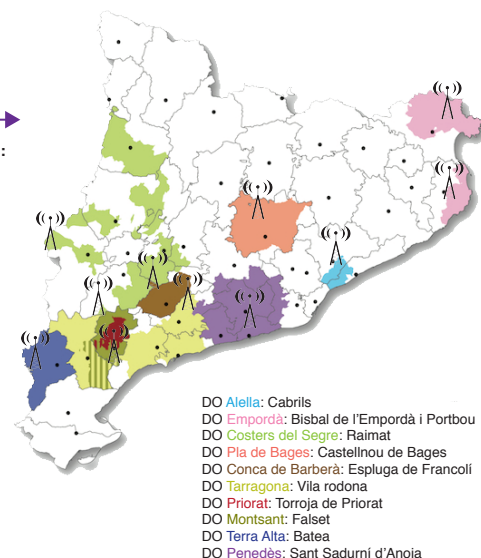 :
DO Alella: Cabrils
DO Empordà: Bisbal de l'Empordà i Portbou
DO Costers del Segre: Raimat
DO Pla de Bages: Castellnou de Bages
DO Conca de Barberà: Espluga de Francolí
DO Tarragona: Vila rodona
DO Priorat: Torroja de Priorat
DO Montsant: Falset
DO Terra Alta: Batea
DO Penedès: Sant Sadurní d'Anoia